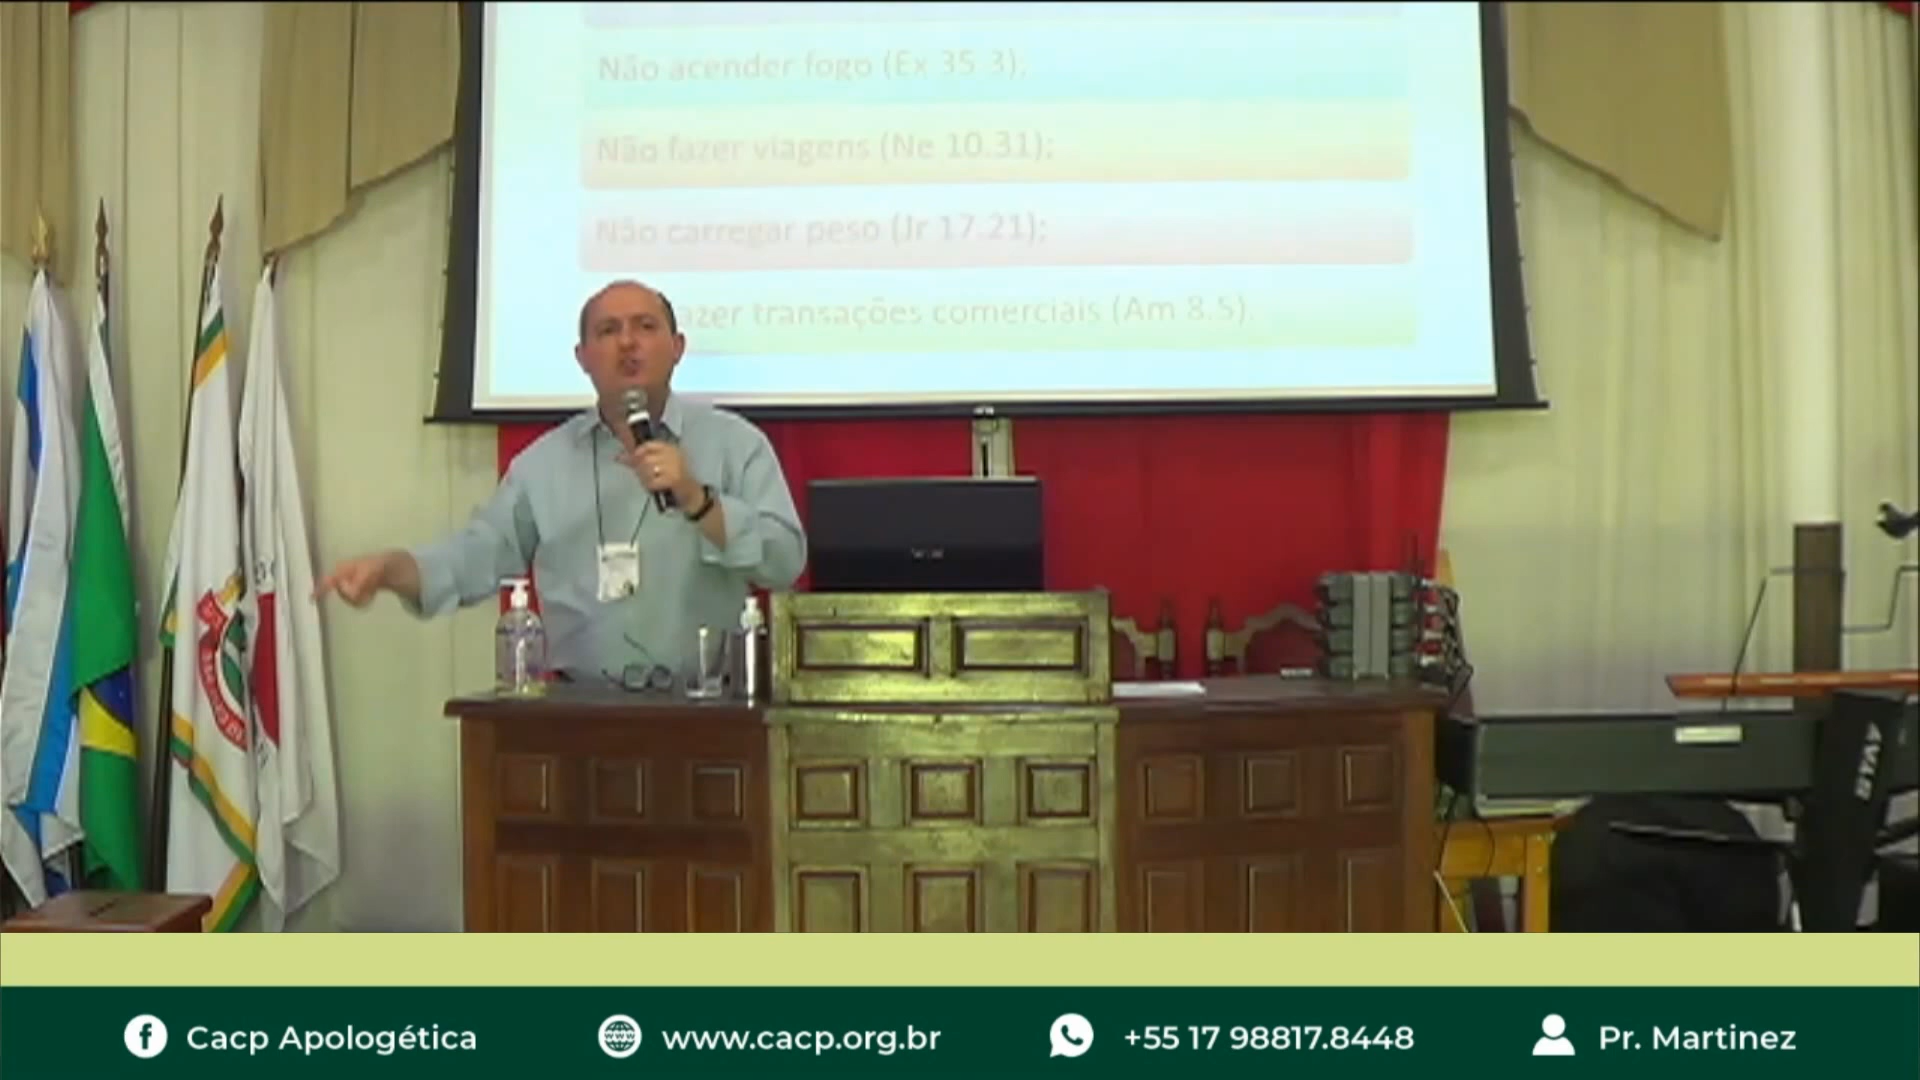 Não acender fogo (Ex 35 3);
Não fazer viagens (Ne 10.31);
Não carregar peso (Jr 17.21);
azer transações comerciais (Am 8.5).
Cacp Apologética
www.cacp.org.br
+55 17 98817.8448
Pr. Martinez